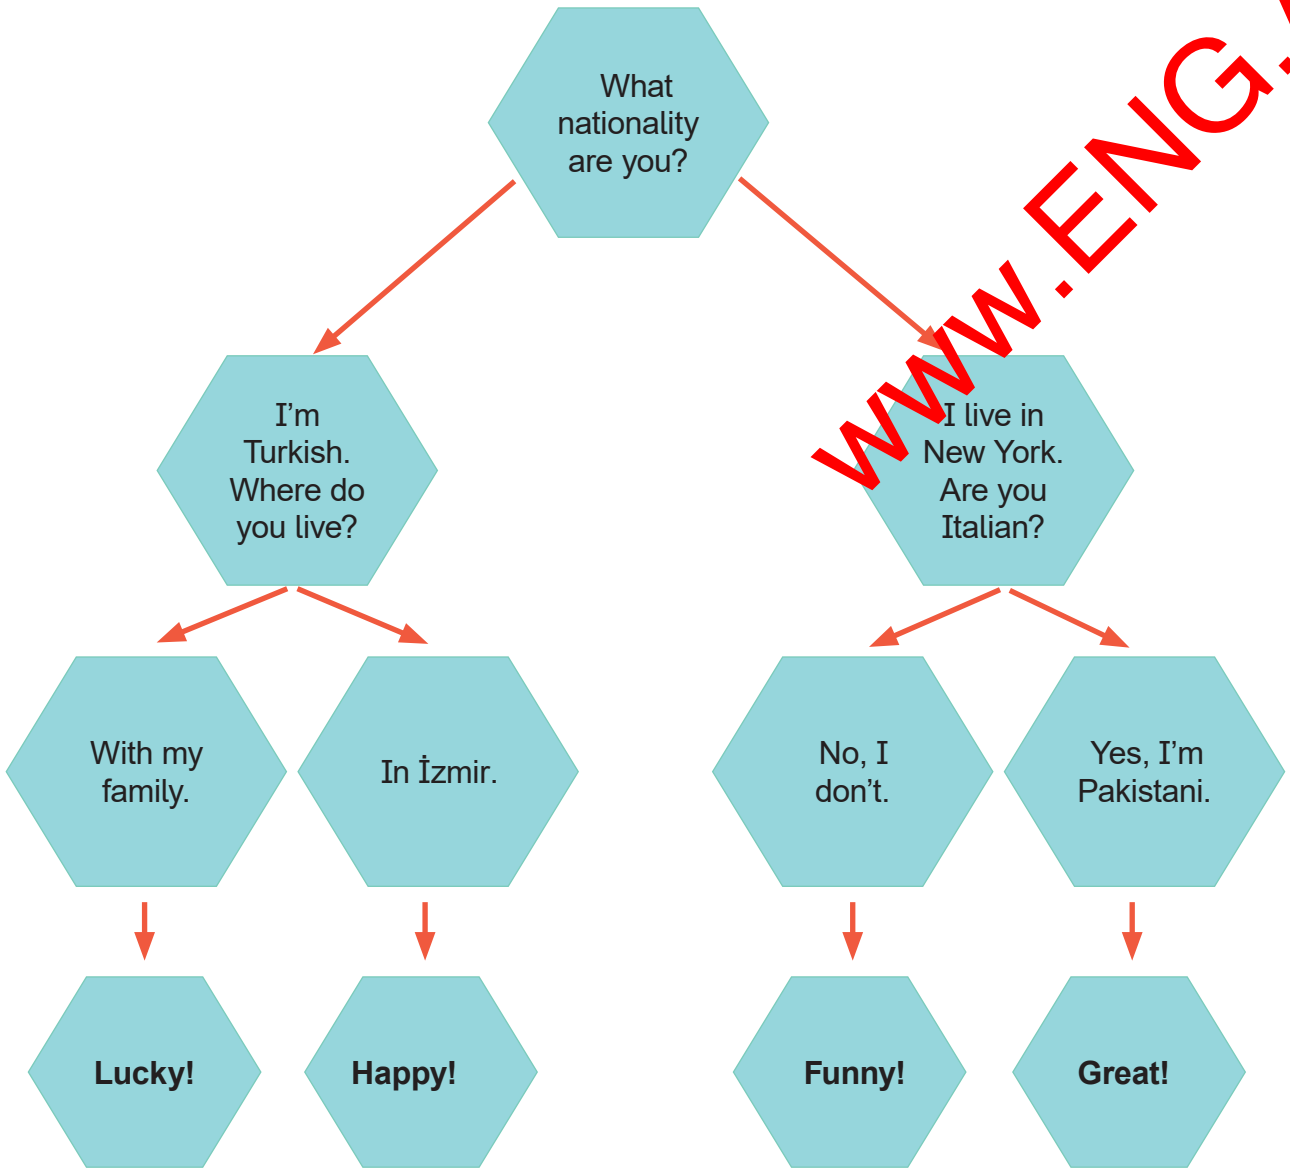 What
nationality
are you?
www.ENG.
I'm
Turkish.
Where do
you live?
I live in
New York.
Are you
Italian?
With my
family.
In İzmir.
No, I
don't.
Yes, I'm
Pakistani.
Lucky!
Happy!
Funny!
Great!